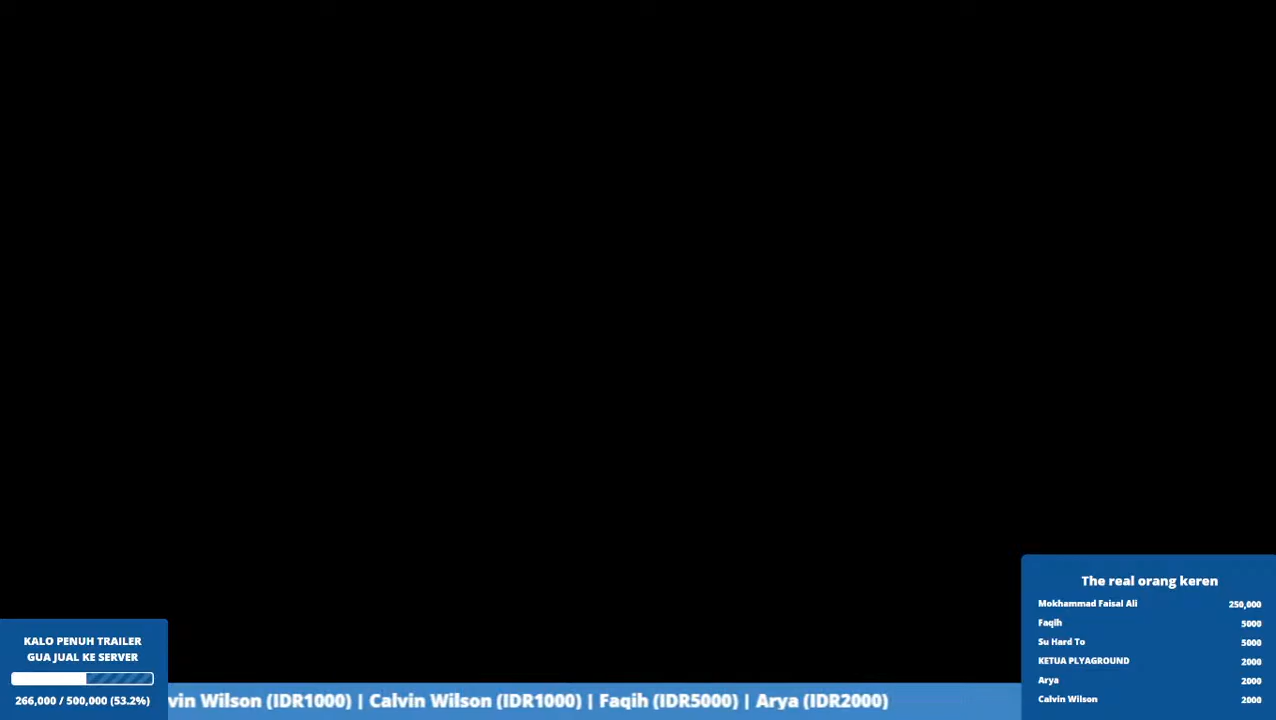 The real orang keren
Mokhammad Faisal Ali 250,000
Faqih 5000
Su Hard To 5000
KETUA PLYAGROUND 2000
Arya 2000
Calvin Wilson 2000
KALO PENUH TRAILER
GUA JUAL KE SERVER
266,000 / 500,000 (53.2%)
vin Wilson (IDR1000) | Calvin Wilson (IDR1000) | Faqih (IDR5000) | Arya (IDR2000)